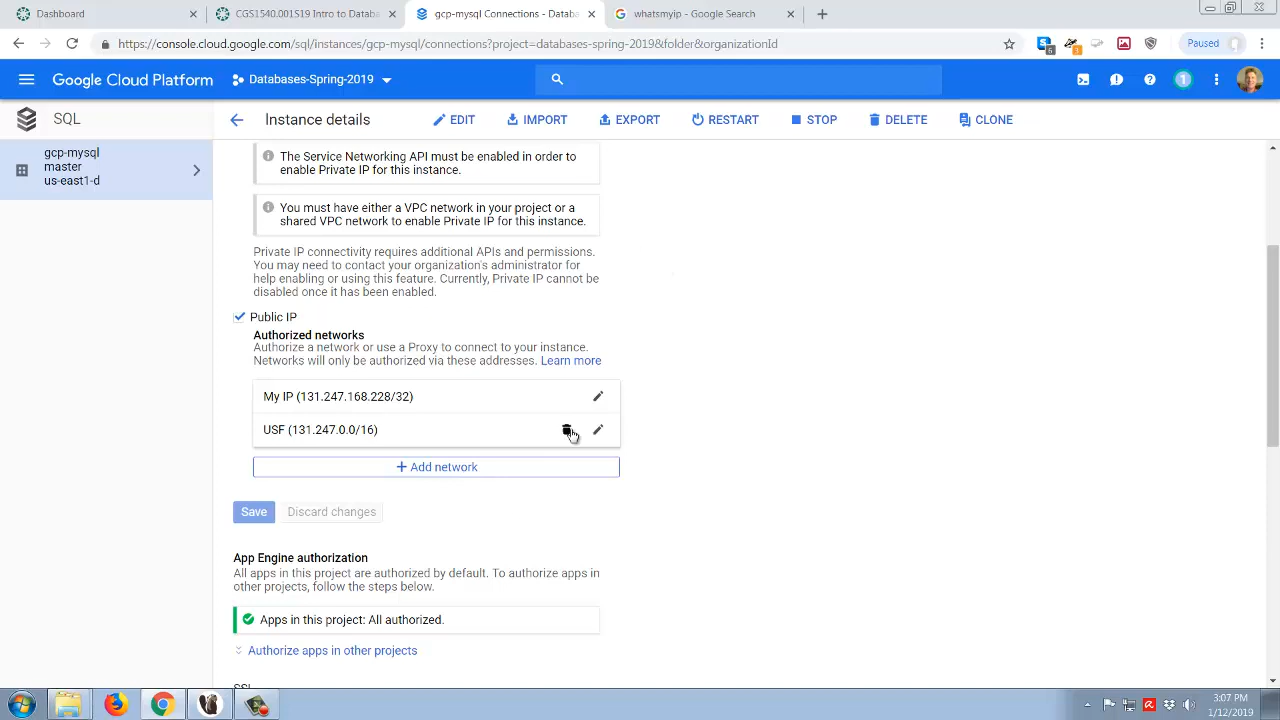 Dashboard
CGS1540.001S19 Intro to Databa
gcp-mysql Connections - Databa
whatsmyip - Google Search
https://console.cloud.google.com/sql/instances/gcp-mysql/connections?project=databases-spring-2019&folder&organizationId
6
3
Paused
Google Cloud Platform
Databases-Spring-2019
1
SQL
Instance details
EDIT
IMPORT
EXPORT
RESTART
STOP
DELETE
CLONE
gcp-mysql
master
us-east1-d
The Service Networking API must be enabled in order to
enable Private IP for this instance.
You must have either a VPC network in your project or a
shared VPC network to enable Private IP for this instance.
Private IP connectivity requires additional APIs and permissions.
You may need to contact your organization's administrator for
help enabling or using this feature. Currently, Private IP cannot be
disabled once it has been enabled.
Public IP
Authorized networks
Authorize a network or use a Proxy to connect to your instance.
Networks will only be authorized via these addresses. Learn more
My IP (131.247.168.228/32)
USF (131.247.0.0/16)
+ Add network
Save
Discard changes
App Engine authorization
All apps in this project are authorized by default. To authorize apps in
other projects, follow the steps below.
Apps in this project: All authorized.
Authorize apps in other projects
SSL
3:07 PM
1/12/2019